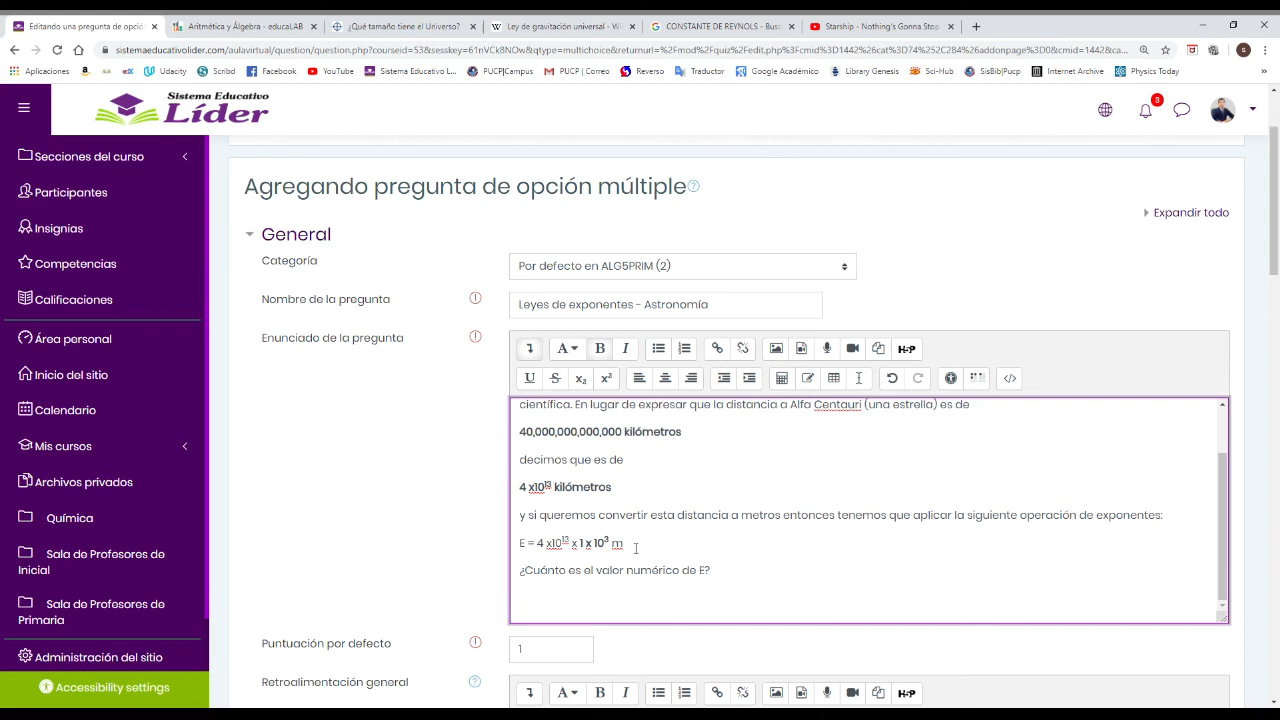 Editando una pregunta de opció
Aritmética y Álgebra - educaLAB
¿Qué tamaño tiene el Universo?
Ley de gravitación universal - Wi
CONSTANTE DE REYNOLS - Bus
Starship - Nothing's Gonna Stop
sistemaeducativolider.com/aulavirtual/question/question.php?courseid=53&sesskey=61nVCk8NOw&qtype=multichoice&returnurl=%2Fmod%2Fquiz%2Fedit.php%3Fcmid%3D1442%26cat%3D74%252C284%26addonpage%3D0&cmid=1442&ca...
Aplicaciones
Udacity
Scribd
Facebook
YouTube
Sistema Educativo L...
PUCP|Campus
PUCP | Correo
Reverso
Traductor
Google Académico
Library Genesis
Sci-Hub
SisBib|Pucp
Internet Archive
Physics Today
Sistema Educativo
Líder
3
Secciones del curso
Participantes
Insignias
Competencias
Calificaciones
Área personal
Inicio del sitio
Calendario
Mis cursos
Archivos privados
Química
Sala de Profesores de
Inicial
Sala de Profesores de
Primaria
Administración del sitio
Accessibility settings
Agregando pregunta de opción múltiple
Expandir todo
General
Categoría
Por defecto en ALG5PRIM (2)
Nombre de la pregunta
Leyes de exponentes - Astronomía
Enunciado de la pregunta
científica. En lugar de expresar que la distancia a Alfa Centauri (una estrella) es de
40,000,000,000,000 kilómetros
decimos que es de
4 x10¹³ kilómetros
y si queremos convertir esta distancia a metros entonces tenemos que aplicar la siguiente operación de exponentes:
E = 4 x10¹³ x 1 x 10³ m
¿Cuánto es el valor numérico de E?
Puntuación por defecto
1
Retroalimentación general